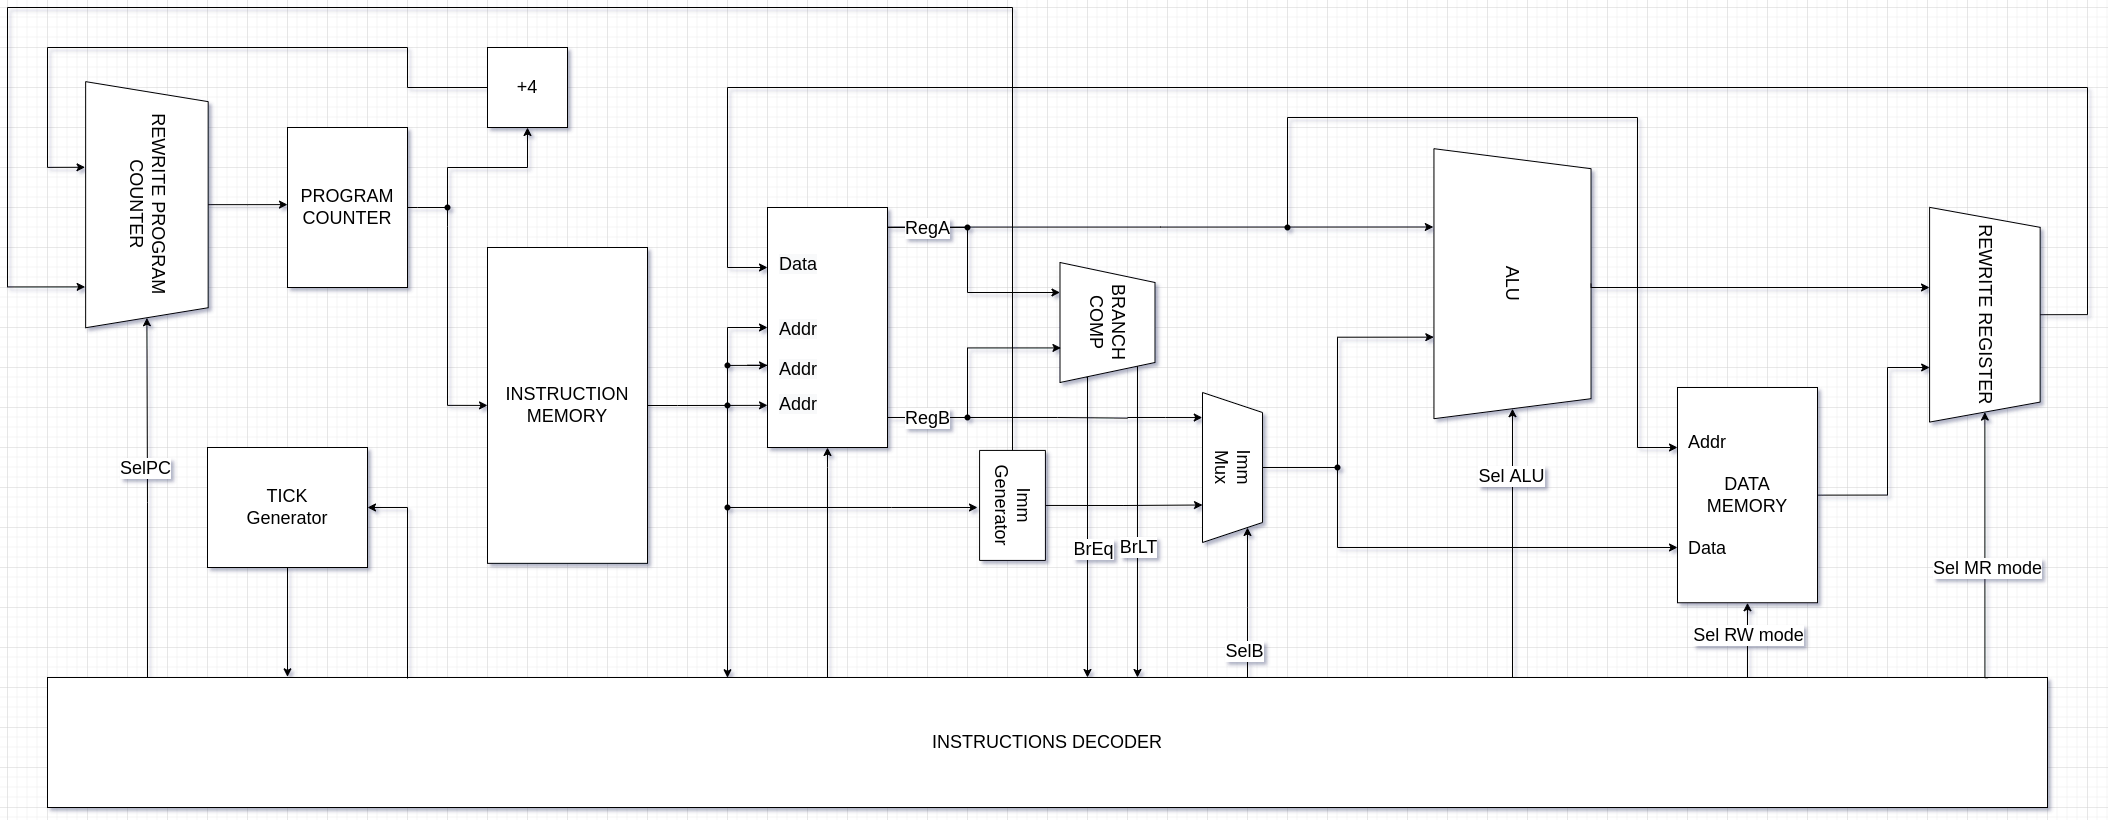 +4
REWRITE PROGRAM
COUNTER
PROGRAM
COUNTER
INSTRUCTION
MEMORY
TICK
Generator
SelPC
Data
Addr
Addr
Addr
RegA
RegB
BRANCH
COMP
Imm
Generator
Imm
Mux
BrEq
BrLT
SelB
ALU
Sel ALU
Addr
DATA
MEMORY
Data
Sel RW mode
REWRITE REGISTER
Sel MR mode
INSTRUCTIONS DECODER